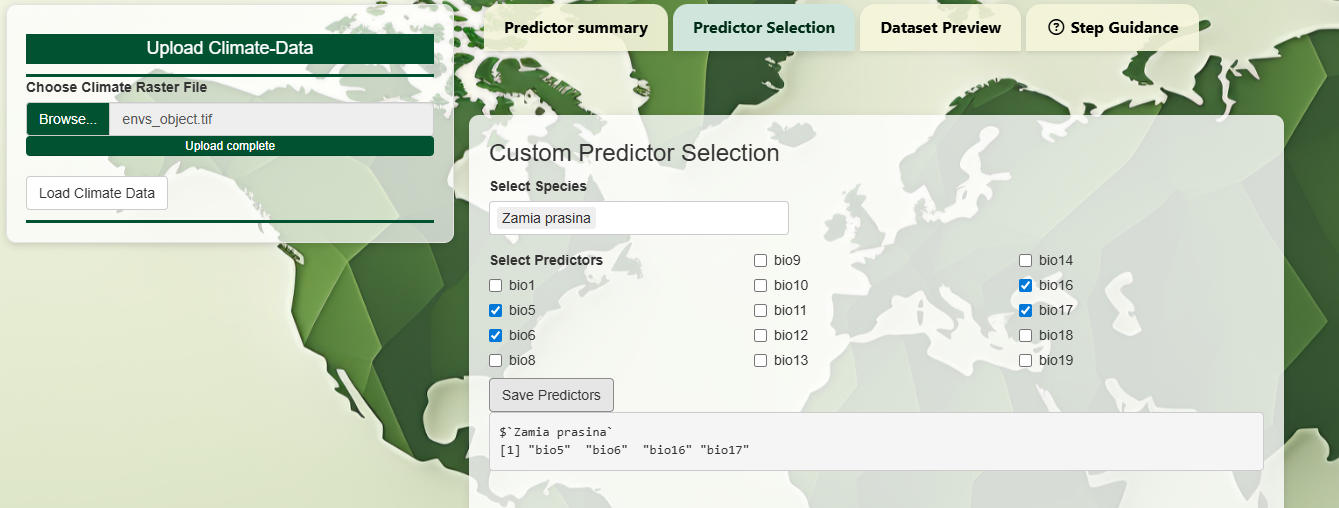 Upload Climate-Data
Choose Climate Raster File
Browse... envs_object.tif
Upload complete
Load Climate Data
Predictor summary
Predictor Selection
Dataset Preview
Step Guidance
Custom Predictor Selection
Select Species
Zamia prasina
Select Predictors
bio1
bio5
bio6
bio8
bio9
bio10
bio11
bio12
bio13
bio14
bio16
bio17
bio18
bio19
Save Predictors
$`Zamia prasina`
[1] "bio5"  "bio6"  "bio16" "bio17"